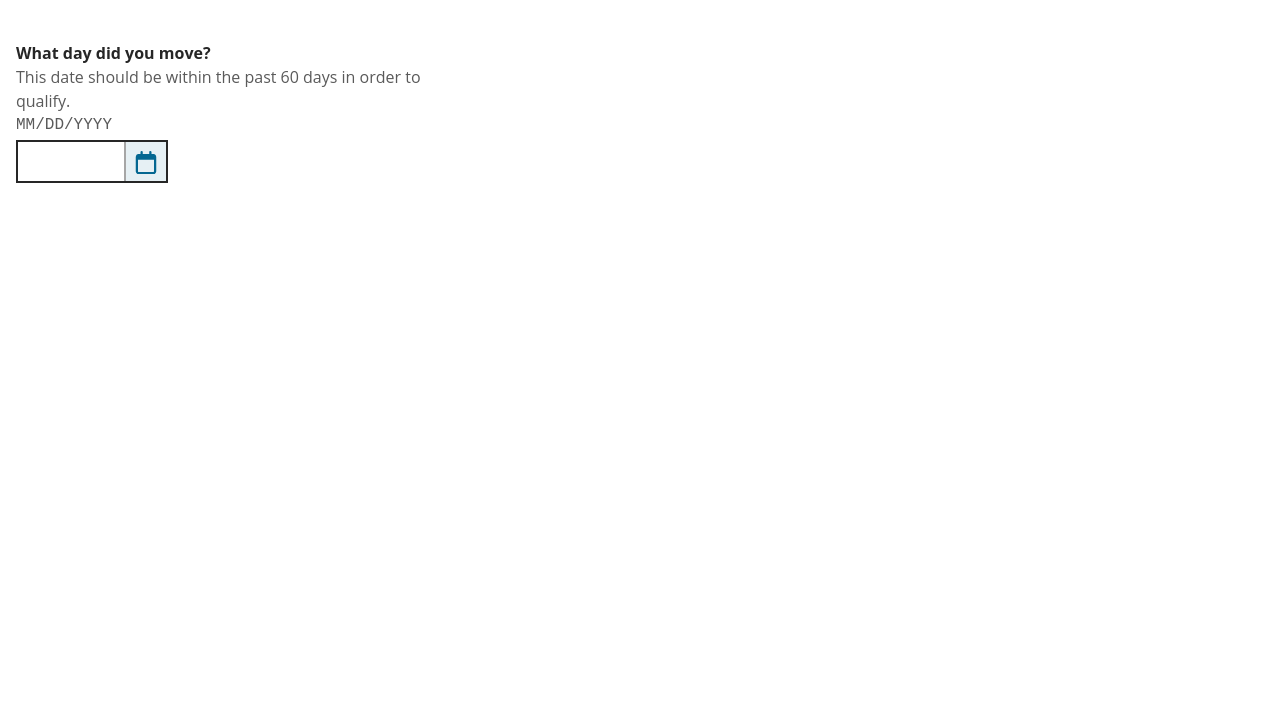 What day did you move?
This date should be within the past 60 days in order to
qualify.
MM/DD/YYYY